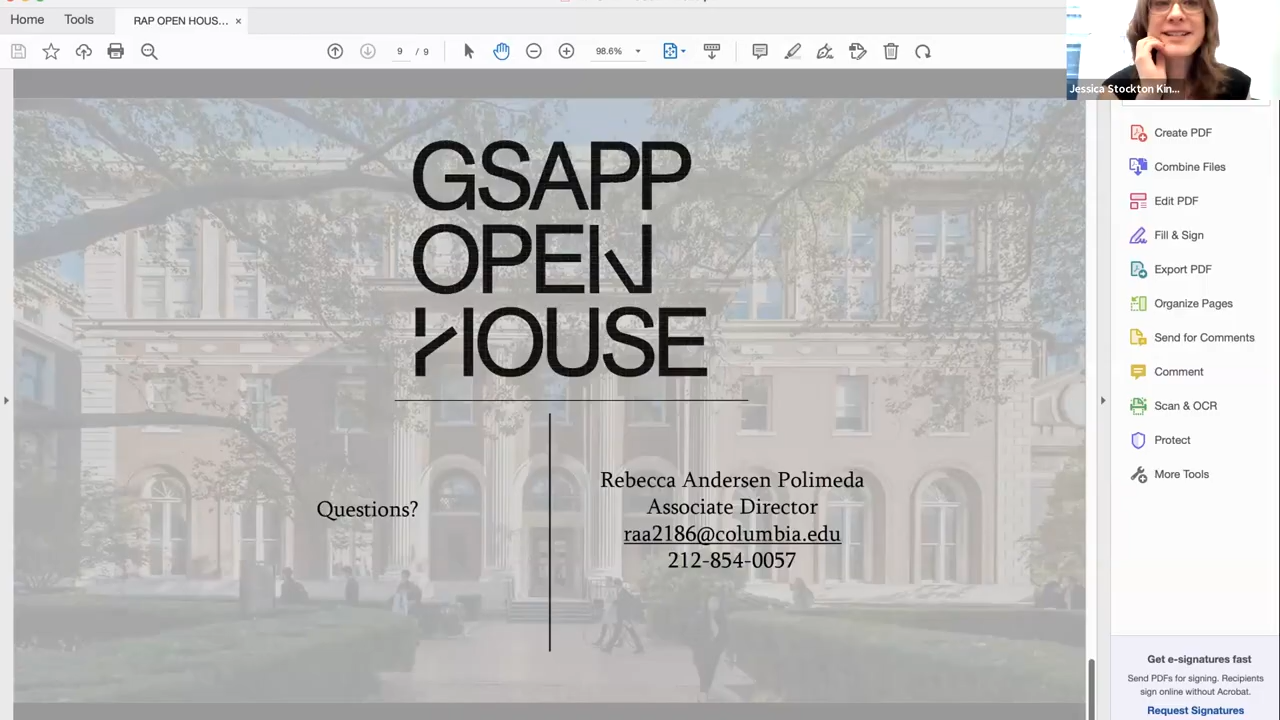 Home
Tools
RAP OPEN HOUS...
9 / 9
98.6%
Jessica Stockton Kin...
GSAPP
OPEN
HOUSE
Questions?
Rebecca Andersen Polimeda
Associate Director
raa2186@columbia.edu
212-854-0057
Create PDF
Combine Files
Edit PDF
Fill & Sign
Export PDF
Organize Pages
Send for Comments
Comment
Scan & OCR
Protect
More Tools
Get e-signatures fast
Send PDFs for signing. Recipients
sign online without Acrobat.
Request Signatures